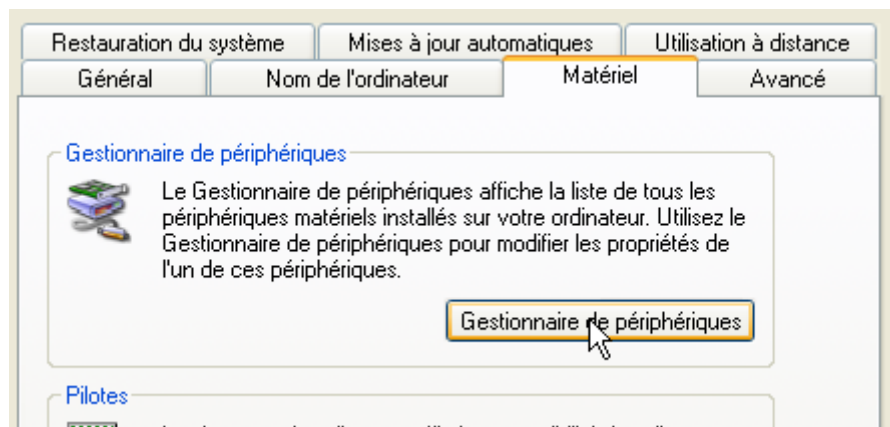 Restauration du système Mises à jour automatiques Utilisation à distance
Général Nom de l'ordinateur Matériel Avancé
Gestionnaire de périphériques
Le Gestionnaire de périphériques affiche la liste de tous les
périphériques matériels installés sur votre ordinateur. Utilisez le
Gestionnaire de périphériques pour modifier les propriétés de
l'un de ces périphériques.
Gestionnaire de périphériques
Pilotes